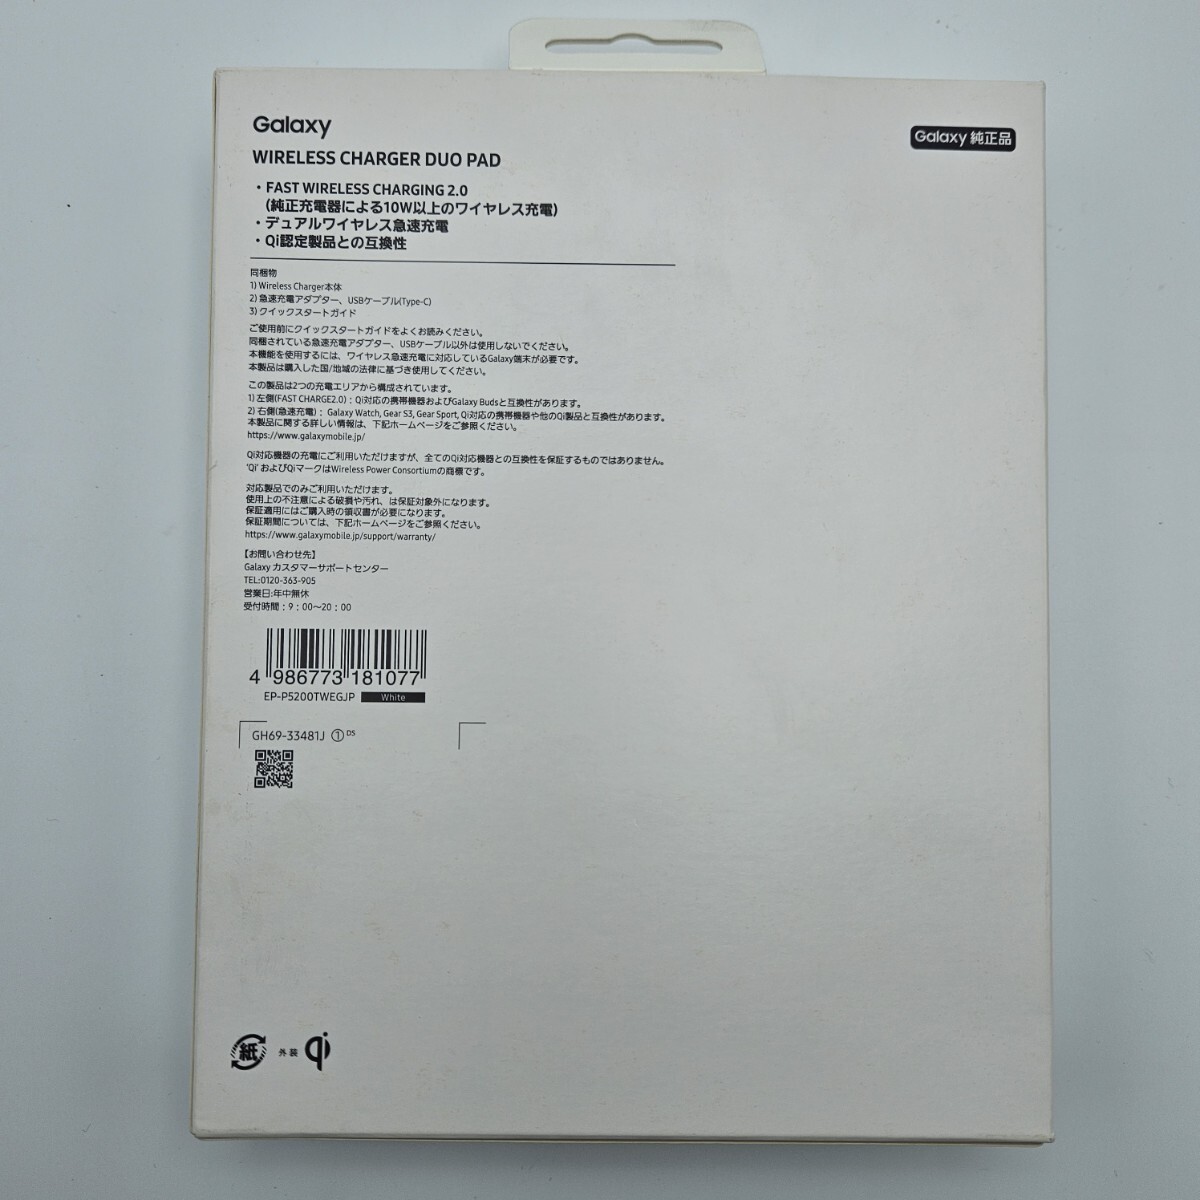 Galaxy
Galaxy 純正品
WIRELESS CHARGER DUO PAD
・FAST WIRELESS CHARGING 2.0
(純正充電器による10W以上のワイヤレス充電)
・デュアルワイヤレス急速充電
・Qi認定製品との互換性
同梱物
1) Wireless Charger本体
2) 急速充電アダプター、USBケーブル(Type-C)
3) クイックスタートガイド
ご使用前にクイックスタートガイドをよくお読みください。
同梱されている急速充電アダプター、USBケーブル以外は使用しないでください。
本機能を使用するには、ワイヤレス急速充電に対応しているGalaxy端末が必要です。
本製品は購入した国/地域の法律に基づき使用してください。
この製品は2つの充電エリアから構成されています。
1) 左側(FAST CHARGE2.0)：Qi対応の携帯機器およびGalaxy Budsと互換性があります。
2) 右側(急速充電)：Galaxy Watch, Gear S3, Gear Sport, Qi対応の携帯機器や他のQi製品と互換性があります。
本製品に関する詳しい情報は、下記ホームページをご参照ください。
https://www.galaxymobile.jp/
Qi対応機器の充電にご利用いただけますが、全てのQi対応機器との互換性を保証するものではありません。
'Qi' およびQiマークはWireless Power Consortiumの商標です。
対応製品でのみご利用いただけます。
使用上の不注意による破損や汚れ、は保証対象外になります。
保証適用にはご購入時の領収書が必要になります。
保証期間については、下記ホームページをご参照ください。
https://www.galaxymobile.jp/support/warranty/
【お問い合わせ先】
Galaxy カスタマーサポートセンター
TEL:0120-363-905
営業日:年中無休
受付時間：9：00〜20：00
4 986773 181077
EP-P5200TWEGJP White
GH69-33481J ① DS
紙 外装 qi